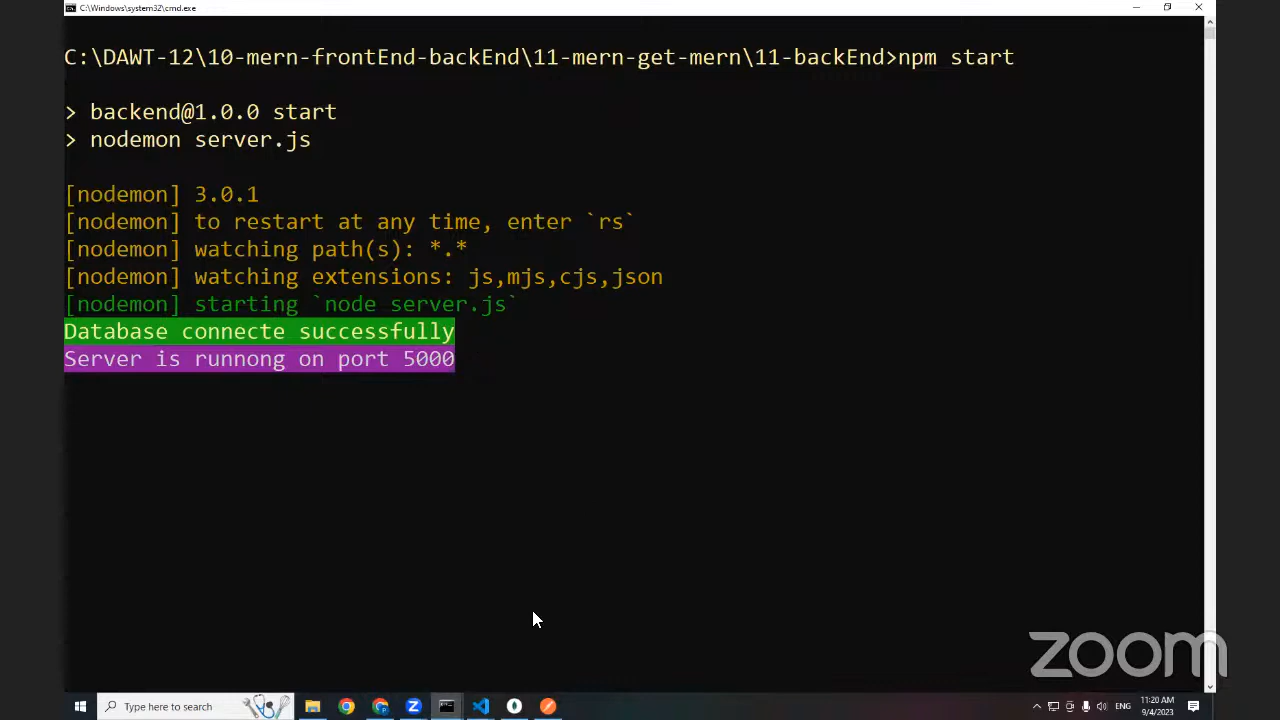 C:\Windows\system32\cmd.exe
C:\DAWT-12\10-mern-frontEnd-backEnd\11-mern-get-mern\11-backEnd>npm start
> backend@1.0.0 start
> nodemon server.js
[nodemon] 3.0.1
[nodemon] to restart at any time, enter `rs`
[nodemon] watching path(s): *.*
[nodemon] watching extensions: js,mjs,cjs,json
[nodemon] starting `node server.js`
Database connecte successfully
Server is runnong on port 5000
zoom
Type here to search
ENG
11:20 AM
9/4/2023